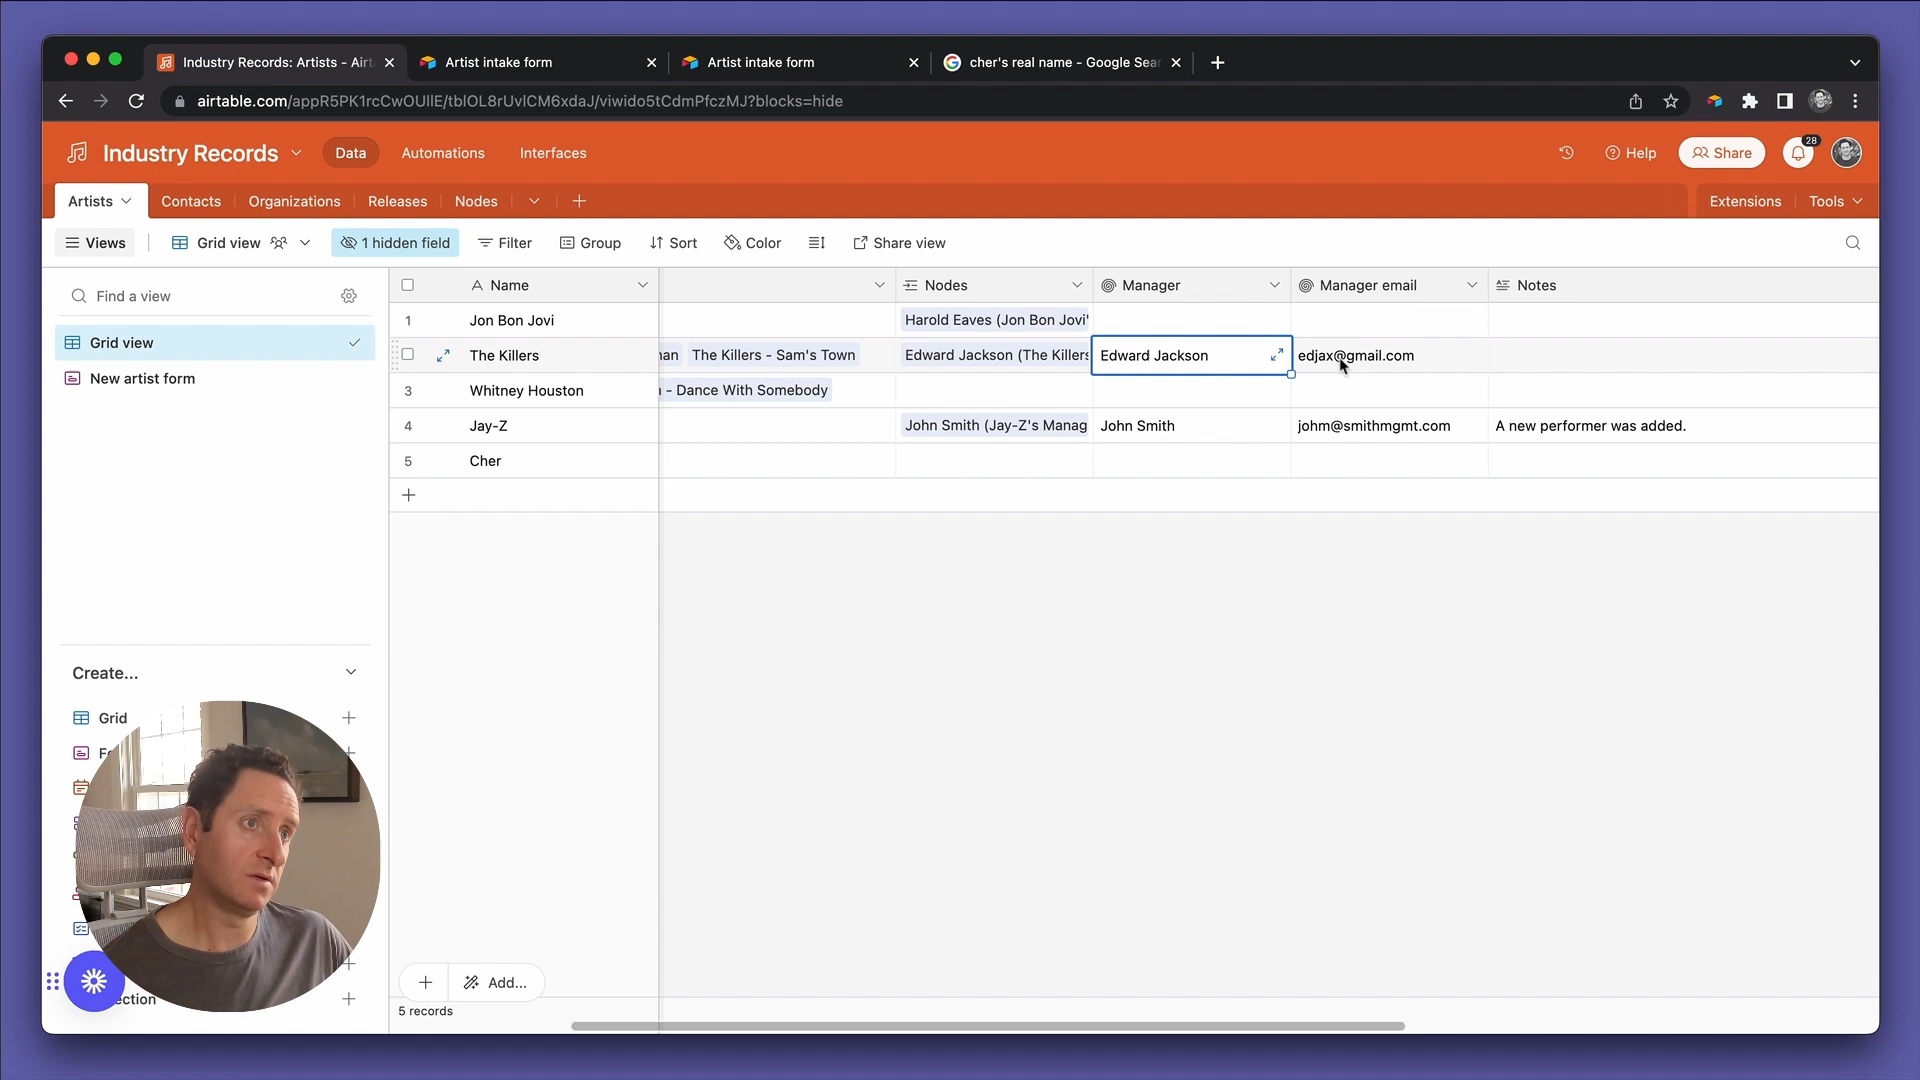 Industry Records: Artists - Airt
Artist intake form
Artist intake form
cher's real name - Google Sear
airtable.com/appR5PK1rcCwOUllE/tblOL8rUvlCM6xdaJ/viwido5tCdmPfczMJ?blocks=hide
Industry Records
Data
Automations
Interfaces
Help
Share
28
Artists
Contacts
Organizations
Releases
Nodes
Extensions
Tools
Views
Grid view
1 hidden field
Filter
Group
Sort
Color
Share view
Find a view
Grid view
New artist form
Create...
Grid
ection
Name
Nodes
Manager
Manager email
Notes
1
Jon Bon Jovi
Harold Eaves (Jon Bon Jovi'
The Killers
nan
The Killers - Sam's Town
Edward Jackson (The Killers
Edward Jackson
edjax@gmail.com
3
Whitney Houston
- Dance With Somebody
4
Jay-Z
John Smith (Jay-Z's Manag
John Smith
johm@smithmgmt.com
A new performer was added.
5
Cher
Add...
5 records